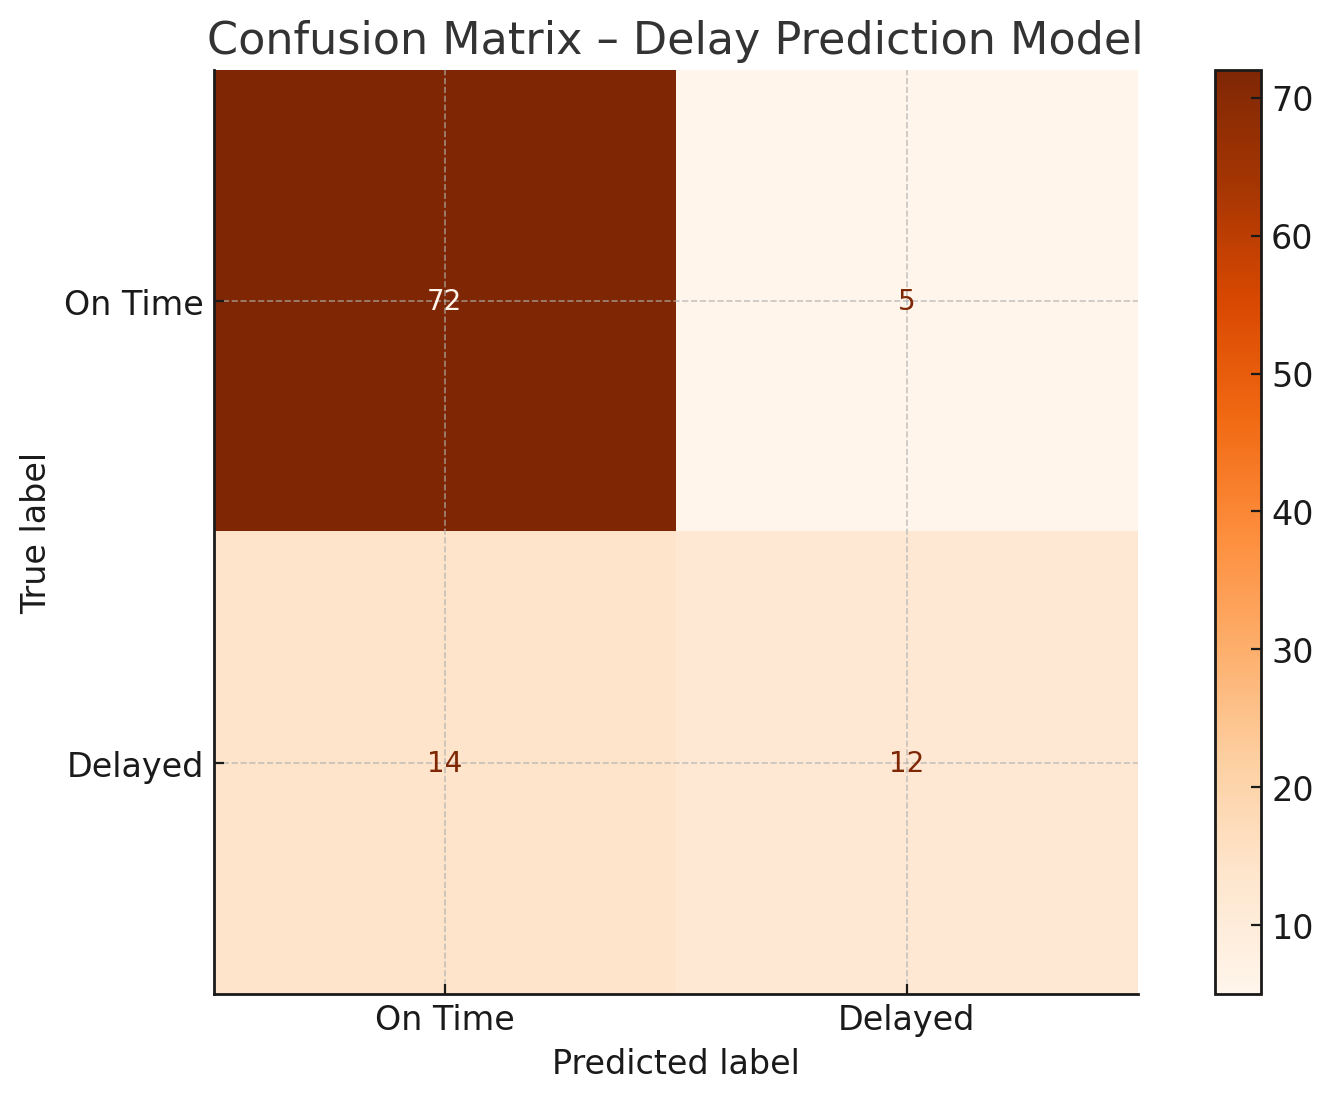 Confusion Matrix – Delay Prediction Model
True label
On Time
Delayed
72
5
14
12
On Time
Delayed
Predicted label
70
60
50
40
30
20
10